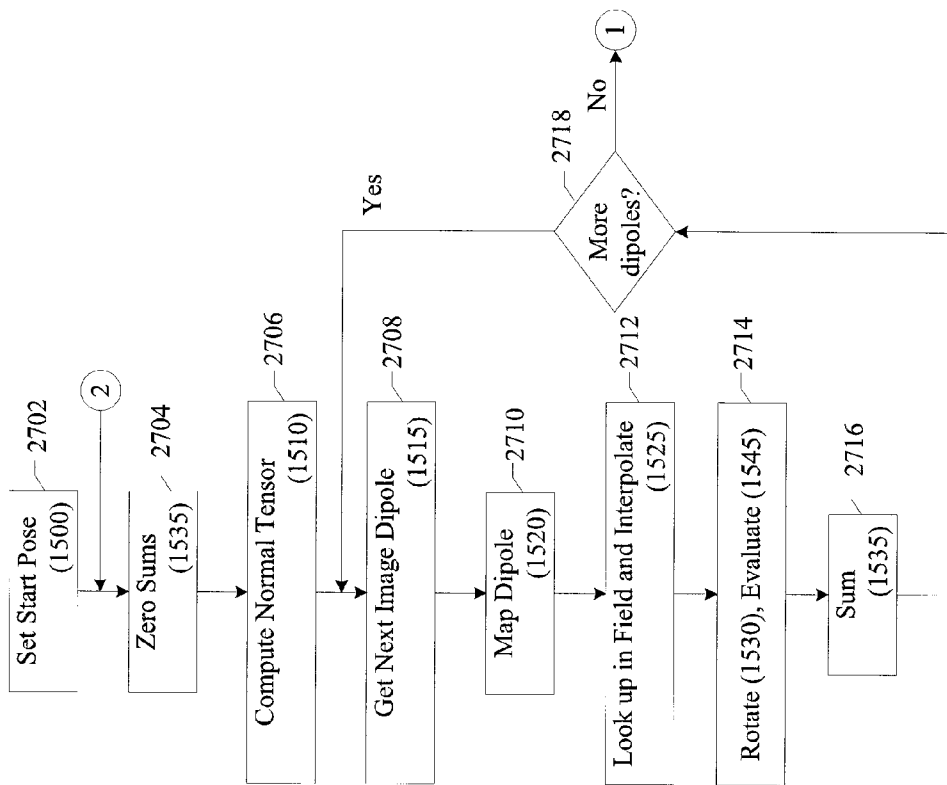 Set Start Pose
(1500)
2702
2
Zero Sums
(1535)
2704
Compute Normal Tensor
(1510)
2706
Get Next Image Dipole
(1515)
2708
Map Dipole
(1520)
2710
Look up in Field and Interpolate
(1525)
2712
Rotate (1530), Evaluate (1545)
2714
Sum
(1535)
2716
More
dipoles?
2718
Yes
No
1